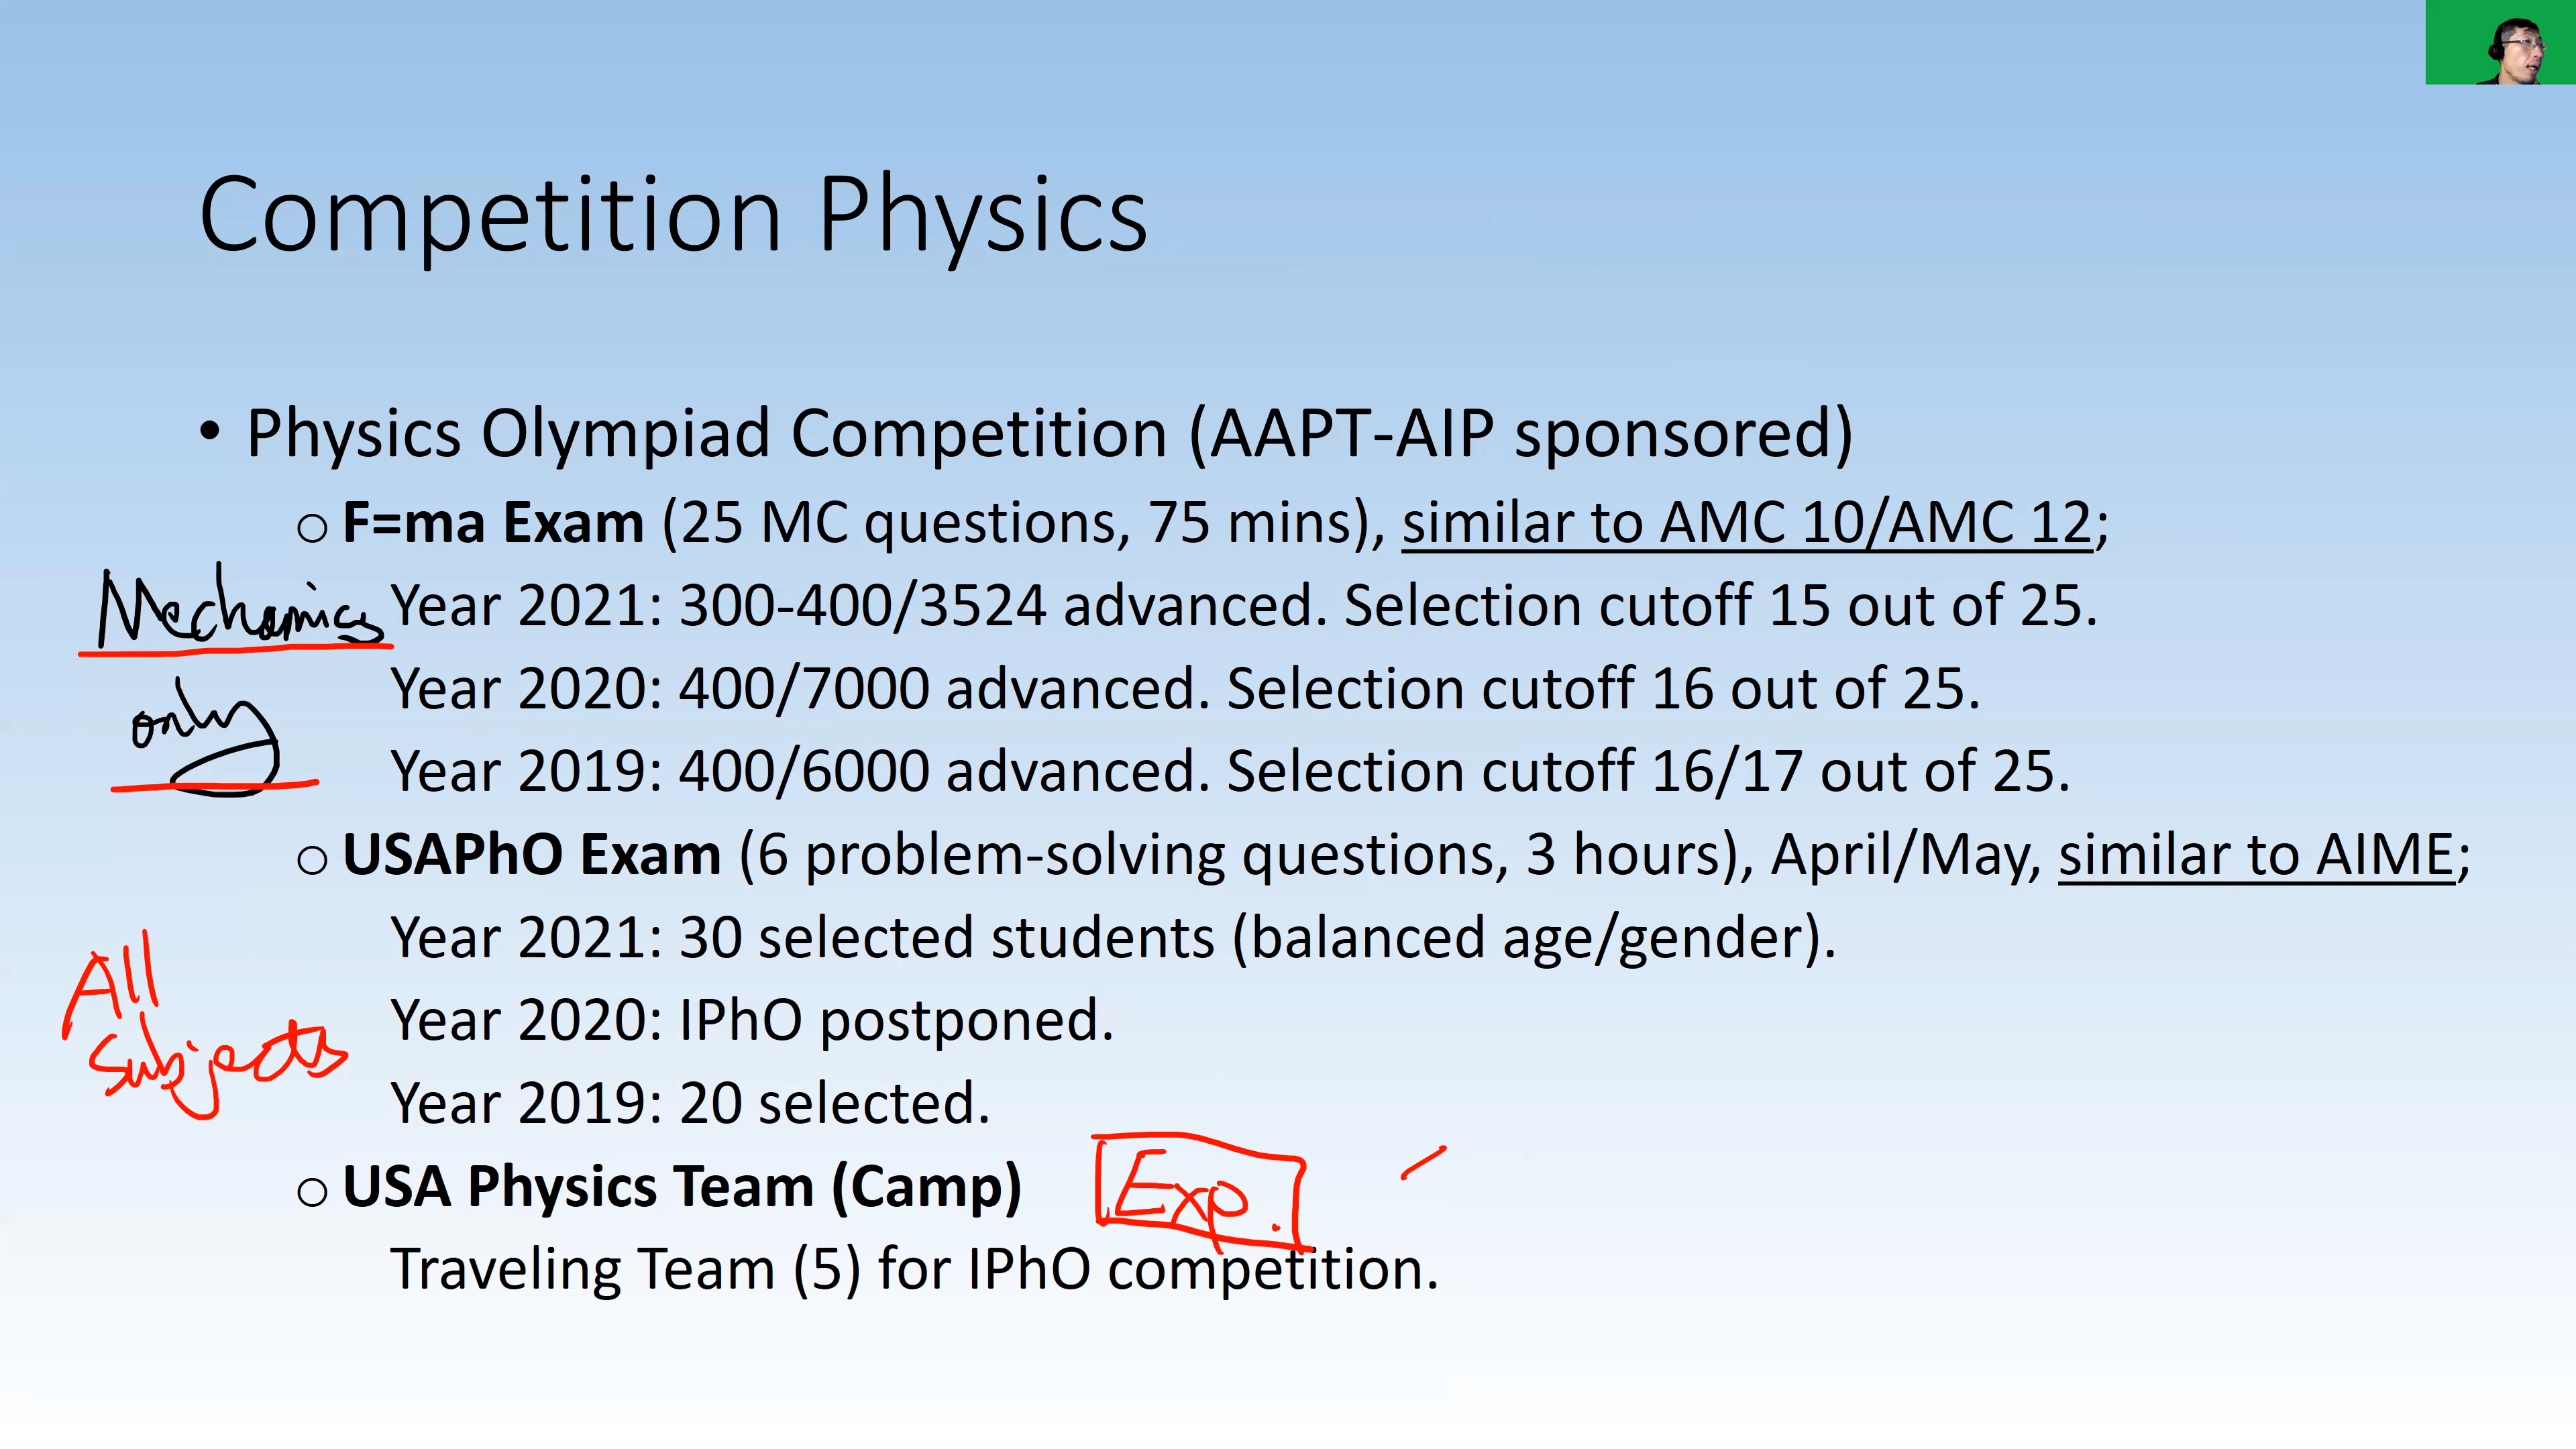 Competition Physics
• Physics Olympiad Competition (AAPT-AIP sponsored)
o F=ma Exam (25 MC questions, 75 mins), similar to AMC 10/AMC 12;
Mechanics
only
Year 2021: 300-400/3524 advanced. Selection cutoff 15 out of 25.
Year 2020: 400/7000 advanced. Selection cutoff 16 out of 25.
Year 2019: 400/6000 advanced. Selection cutoff 16/17 out of 25.
o USAPhO Exam (6 problem-solving questions, 3 hours), April/May, similar to AIME;
All
Subjects
Year 2021: 30 selected students (balanced age/gender).
Year 2020: IPhO postponed.
Year 2019: 20 selected.
o USA Physics Team (Camp)
Exp.
Traveling Team (5) for IPhO competition.